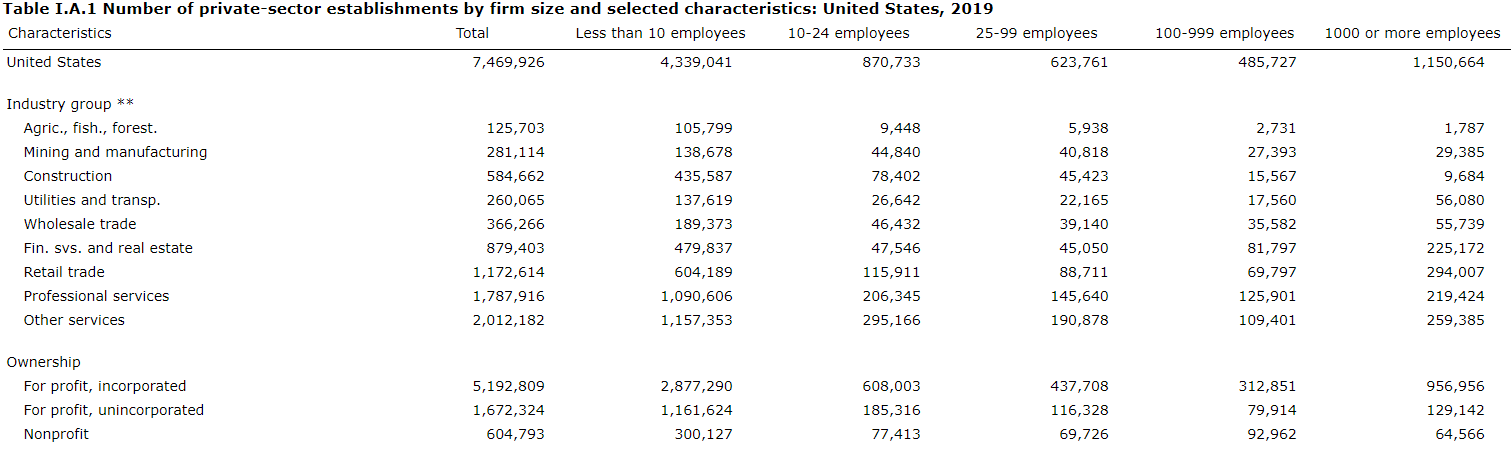 Table I.A.1 Number of private-sector establishments by firm size and selected characteristics: United States, 2019
Characteristics Total Less than 10 employees 10-24 employees 25-99 employees 100-999 employees 1000 or more employees
United States 7,469,926 4,339,041 870,733 623,761 485,727 1,150,664
Industry group **
Agric., fish., forest. 125,703 105,799 9,448 5,938 2,731 1,787
Mining and manufacturing 281,114 138,678 44,840 40,818 27,393 29,385
Construction 584,662 435,587 78,402 45,423 15,567 9,684
Utilities and transp. 260,065 137,619 26,642 22,165 17,560 56,080
Wholesale trade 366,266 189,373 46,432 39,140 35,582 55,739
Fin. svs. and real estate 879,403 479,837 47,546 45,050 81,797 225,172
Retail trade 1,172,614 604,189 115,911 88,711 69,797 294,007
Professional services 1,787,916 1,090,606 206,345 145,640 125,901 219,424
Other services 2,012,182 1,157,353 295,166 190,878 109,401 259,385
Ownership
For profit, incorporated 5,192,809 2,877,290 608,003 437,708 312,851 956,956
For profit, unincorporated 1,672,324 1,161,624 185,316 116,328 79,914 129,142
Nonprofit 604,793 300,127 77,413 69,726 92,962 64,566